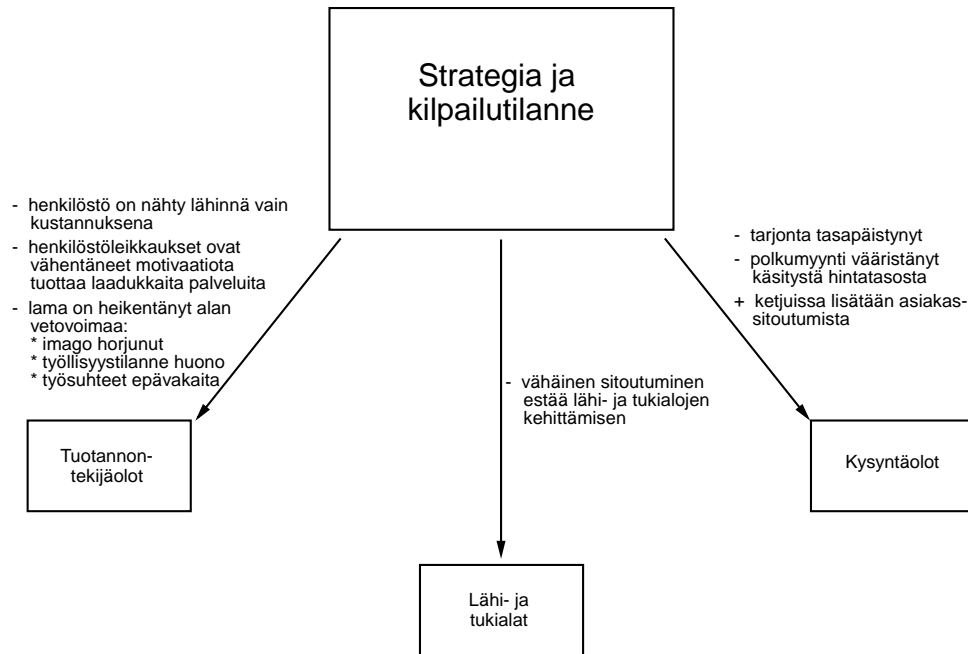 Strategia ja
kilpailutilanne
- henkilöstö on nähty lähinnä vain
kustannuksena
- henkilöstöleikkaukset ovat
vähentäneet motivaatiota
tuottaa laadukkaita palveluita
- lama on heikentänyt alan
vetovoimaa:
* imago horjunut
* työllisyystilanne huono
* työsuhteet epävakaita
- tarjonta tasapäistynyt
- polkumyynti vääristänyt
käsitystä hintatasosta
+ ketjuissa lisätään asiakas-
sitoutumista
- vähäinen sitoutuminen
estää lähi- ja tukialojen
kehittämisen
Tuotannon-
tekijäolot
Kysyntäolot
Lähi- ja
tukialat